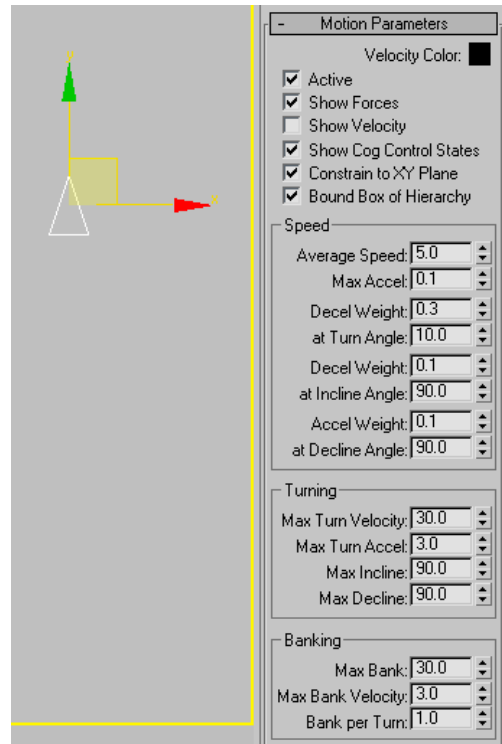 y
x
- Motion Parameters
Velocity Color:
Active
Show Forces
Show Velocity
Show Cog Control States
Constrain to XY Plane
Bound Box of Hierarchy
Speed
Average Speed: 5.0
Max Accel: 0.1
Decel Weight: 0.3
at Turn Angle: 10.0
Decel Weight: 0.1
at Incline Angle: 90.0
Accel Weight: 0.1
at Decline Angle: 90.0
Turning
Max Turn Velocity: 30.0
Max Turn Accel: 3.0
Max Incline: 90.0
Max Decline: 90.0
Banking
Max Bank: 30.0
Max Bank Velocity: 3.0
Bank per Turn: 1.0